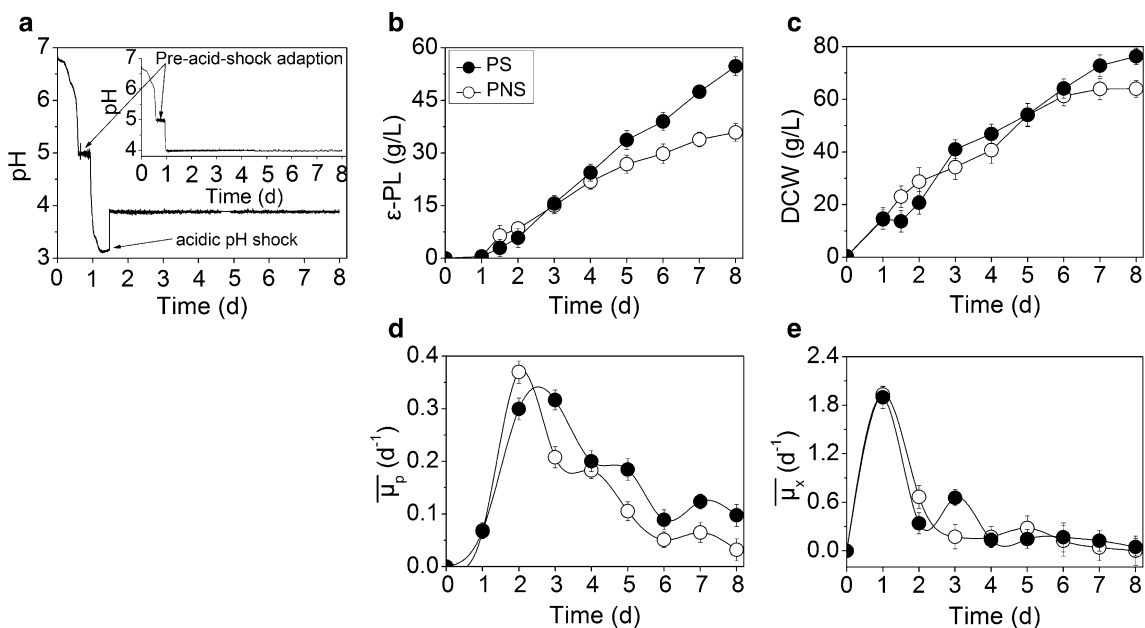 a
7
6
5
4
3
pH
0 1 2 3 4 5 6 7 8
Time (d)
Pre-acid-shock adaption
acidic pH shock
7
6
5
4
pH
0 1 2 3 4 5 6 7 8
Time (d)
b
60
45
30
15
0
ε-PL (g/L)
PS
PNS
0 1 2 3 4 5 6 7 8
Time (d)
c
80
60
40
20
0
DCW (g/L)
0 1 2 3 4 5 6 7 8
Time (d)
d
0.4
0.3
0.2
0.1
0.0
μp (d-1)
0 1 2 3 4 5 6 7 8
Time (d)
e
2.4
1.8
1.2
0.6
0.0
μx (d-1)
0 1 2 3 4 5 6 7 8
Time (d)